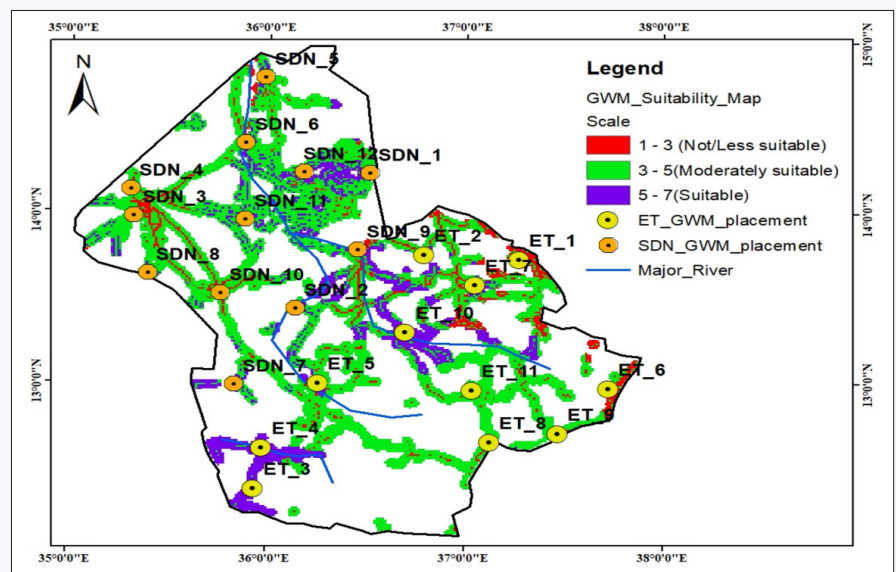 35°0'0"E 36°0'0"E 37°0'0"E 38°0'0"E
15°0'0"N
14°0'0"N
13°0'0"N
14°0'0"N
13°0'0"N
N
SDN_5
SDN_6
SDN_12
SDN_1
SDN_4
SDN_3
SDN_11
SDN_9
ET_2
ET_1
SDN_8
SDN_10
ET_7
SDN_2
ET_10
SDN_7
ET_5
ET_11
ET_6
ET_4
ET_8
ET_9
ET_3
Legend
GWM_Suitability_Map
Scale
1 - 3 (Not/Less suitable)
3 - 5(Moderately suitable)
5 - 7(Suitable)
ET_GWM_placement
SDN_GWM_placement
Major_River
35°0'0"E 36°0'0"E 37°0'0"E 38°0'0"E